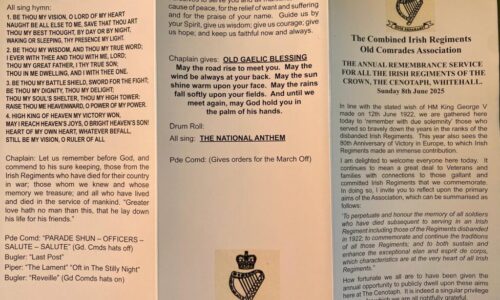 All sing hymn:
1. BE THOU MY VISION, O LORD OF MY HEART
NAUGHT BE ALL ELSE TO ME, SAVE THAT THOU ART
THOU MY BEST THOUGHT, BY DAY OR BY NIGHT,
WAKING OR SLEEPING, THY PRESENCE MY LIGHT.
2. BE THOU MY WISDOM, AND THOU MY TRUE WORD;
I EVER WITH THEE AND THOU WITH ME, LORD;
THOU MY GREAT FATHER, I THY TRUE SON;
THOU IN ME DWELLING, AND I WITH THEE ONE.
3. BE THOU MY BATTLE SHIELD, SWORD FOR THE FIGHT;
BE THOU MY DIGNITY, THOU MY DELIGHT;
THOU MY SOUL'S SHELTER, THOU MY HIGH TOWER:
RAISE THOU ME HEAVENWARD, O POWER OF MY POWER.
4. HIGH KING OF HEAVEN MY VICTORY WON,
MAY I REACH HEAVEN'S JOYS, O BRIGHT HEAVEN'S SON!
HEART OF MY OWN HEART, WHATEVER BEFALL,
STILL BE MY VISION, O RULER OF ALL
Chaplain: Let us remember before God, and
commend to his sure keeping, those from the
Irish Regiments who have died for their country
in war; those whom we knew and whose
memory we treasure; and all who have lived
and died in the service of mankind. "Greater
love hath no man than this, that he lay down
his life for his friends."
Pde Comd: "PARADE SHUN – OFFICERS –
SALUTE – SALUTE" (Gd. Cmds hats off)
Bugler: "Last Post"
Piper: "The Lament" "Oft in The Stilly Night"
Bugler: "Reveille" (Gd Comds hats on)
cause of peace, for the relief of want and suffering
and for the praise of your name. Guide us by
your Spirit, give us wisdom; give us courage; give
us hope; and keep us faithful now and always.
Chaplain gives: OLD GAELIC BLESSING
May the road rise to meet you. May the
wind be always at your back. May the sun
shine warm upon your face. May the rains
fall softly upon your fields. And until we
meet again, may God hold you in
the palm of his hands.
Drum Roll:
All sing: THE NATIONAL ANTHEM
Pde Comd: (Gives orders for the March Off)
The Combined Irish Regiments
Old Comrades Association
THE ANNUAL REMEMBRANCE SERVICE
FOR ALL THE IRISH REGIMENTS OF THE
CROWN, THE CENOTAPH, WHITEHALL.
Sunday 8th June 2025
In line with the stated wish of HM King George V
made on 12th June 1922, we are gathered here
today 'to remember with due solemnity' those who
served so bravely down the years in the ranks of the
disbanded Irish Regiments. This year also sees the
80th Anniversary of Victory in Europe, to which Irish
Regiments made an immense contribution.
I am delighted to welcome everyone here today. It
continues to mean a great deal to Veterans and
families with connections to those gallant and
committed Irish Regiments that we commemorate.
In doing so, I invite you to reflect upon the primary
aims of the Association, which can be summarised
as follows:
"To perpetuate and honour the memory of all soldiers
who have died subsequent to serving in an Irish
Regiment including those of the Regiments disbanded
in 1922; to commemorate and continue the traditions
of all those Regiments; and to both sustain and
enhance the exceptional elan and esprit de corps,
which characteristics are at the very heart of all Irish
Regiments."
How fortunate we all are to have been given the
annual opportunity to publicly dwell upon these aims
here at The Cenotaph. It is indeed a singular privilege
we are all rightfully grateful.